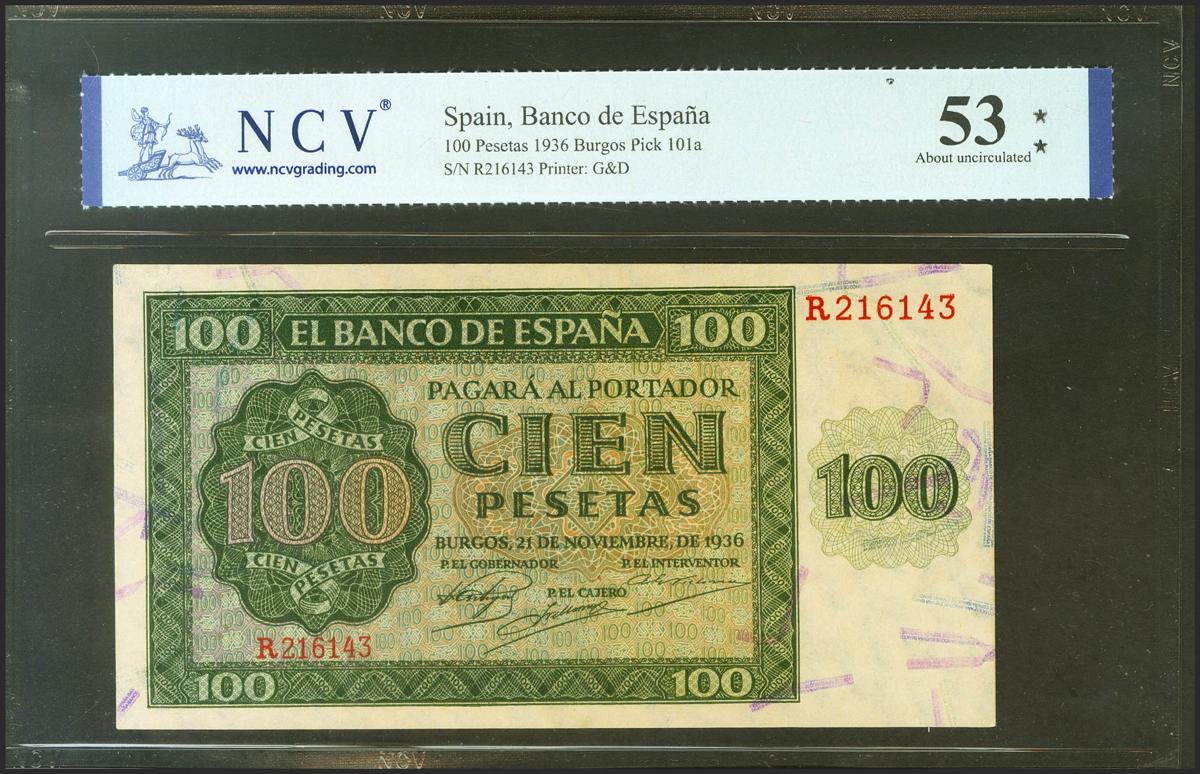 NCV®
www.ncvgrading.com
Spain, Banco de España
100 Pesetas 1936 Burgos Pick 101a
S/N R216143 Printer: G&D
53
About uncirculated
R216143
100 EL BANCO DE ESPAÑA 100
PAGARÁ AL PORTADOR
CIEN
PESETAS
CIEN PESETAS
100
CIEN PESETAS
BURGOS, 21 DE NOVIEMBRE, DE 1936
P. EL GOBERNADOR
P. EL INTERVENTOR
P. EL CAJERO
R216143
100
100
100